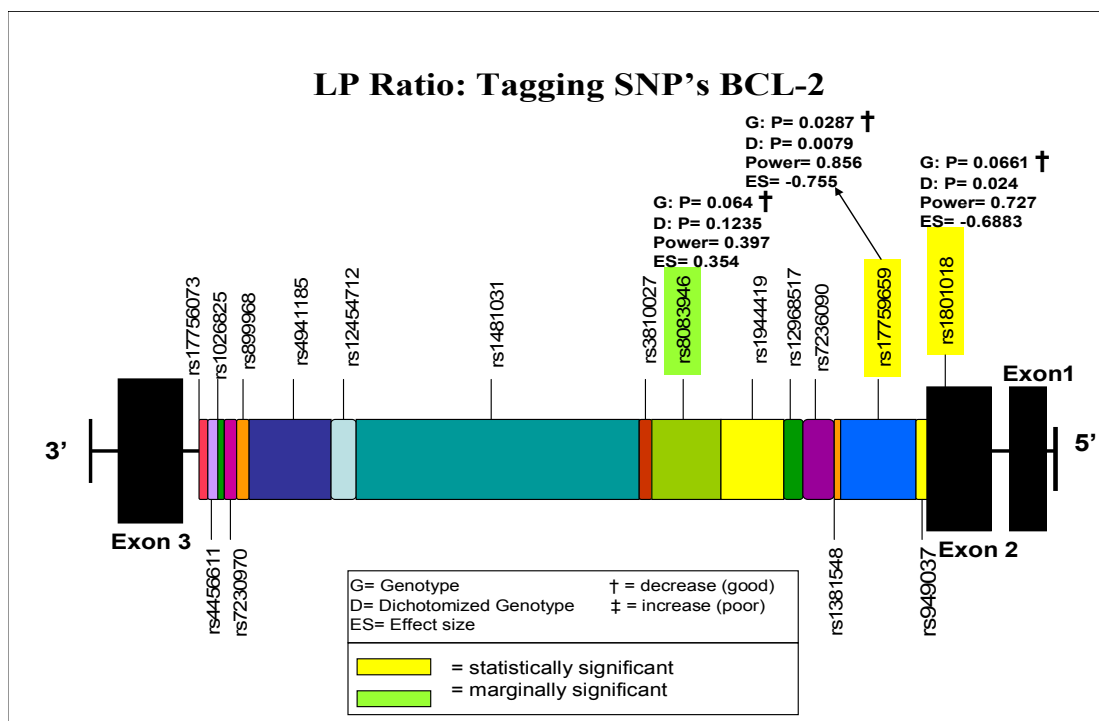 LP Ratio: Tagging SNP's BCL-2
G: P= 0.0287 †
D: P= 0.0079
Power= 0.856
ES= -0.755
G: P= 0.0661 †
D: P= 0.024
Power= 0.727
ES= -0.6883
G: P= 0.064 †
D: P= 0.1235
Power= 0.397
ES= 0.354
rs17756073
rs1026825
rs899968
rs4941185
rs12454712
rs1481031
rs3810027
rs8083946
rs1944419
rs12968517
rs7236090
rs17759659
rs1801018
Exon1
3’
5’
Exon 3
Exon 2
rs4456611
rs7230970
rs1381548
rs949037
G= Genotype
† = decrease (good)
D= Dichotomized Genotype
‡ = increase (poor)
ES= Effect size
= statistically significant
= marginally significant